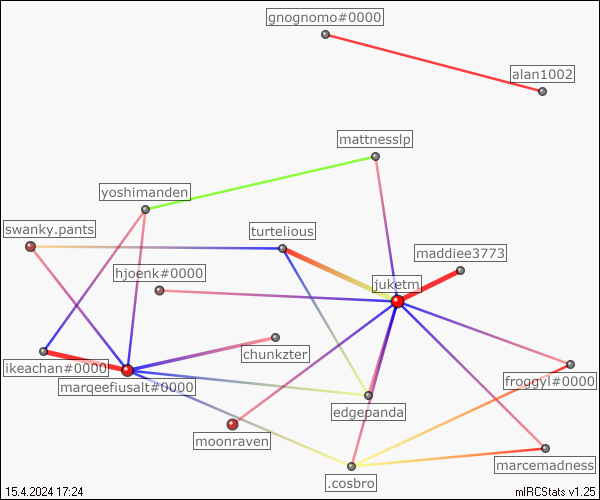 gnognomo#0000
alan1002
mattnesslp
yoshimanden
swanky.pants
turtelious
maddiee3773
hjoenk#0000
juketm
chunkzter
ikeachan#0000
marqeefiusalt#0000
froggyl#0000
edgepanda
moonraven
marcemadness
.cosbro
15.4.2024 17:24
mIRCStats v1.25